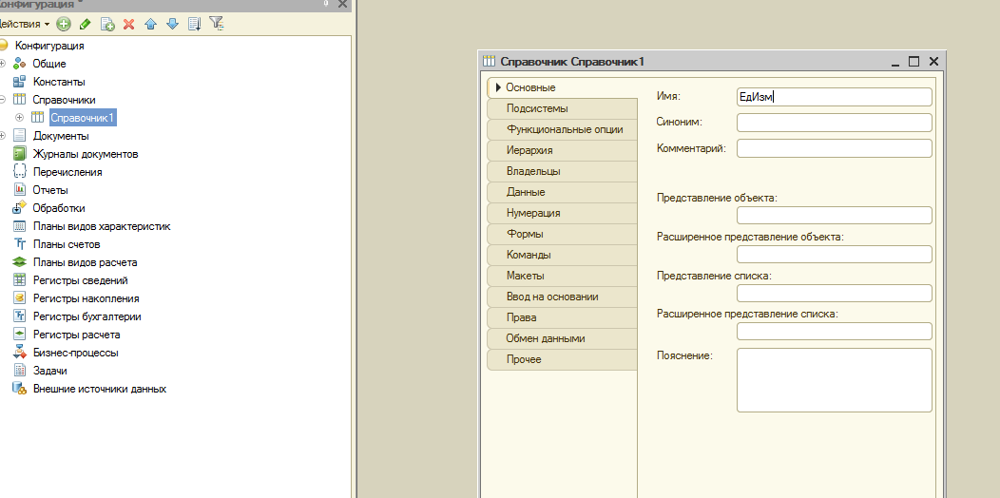 Конфигурация *
Действия
Конфигурация
Общие
Константы
Справочники
Справочник1
Документы
Журналы документов
Перечисления
Отчеты
Обработки
Планы видов характеристик
Планы счетов
Планы видов расчета
Регистры сведений
Регистры накопления
Регистры бухгалтерии
Регистры расчета
Бизнес-процессы
Задачи
Внешние источники данных
Справочник Справочник1
Основные
Подсистемы
Функциональные опции
Иерархия
Владельцы
Данные
Нумерация
Формы
Команды
Макеты
Ввод на основании
Права
Обмен данными
Прочее
Имя: ЕдИзм
Синоним:
Комментарий:
Представление объекта:
Расширенное представление объекта:
Представление списка:
Расширенное представление списка:
Пояснение: